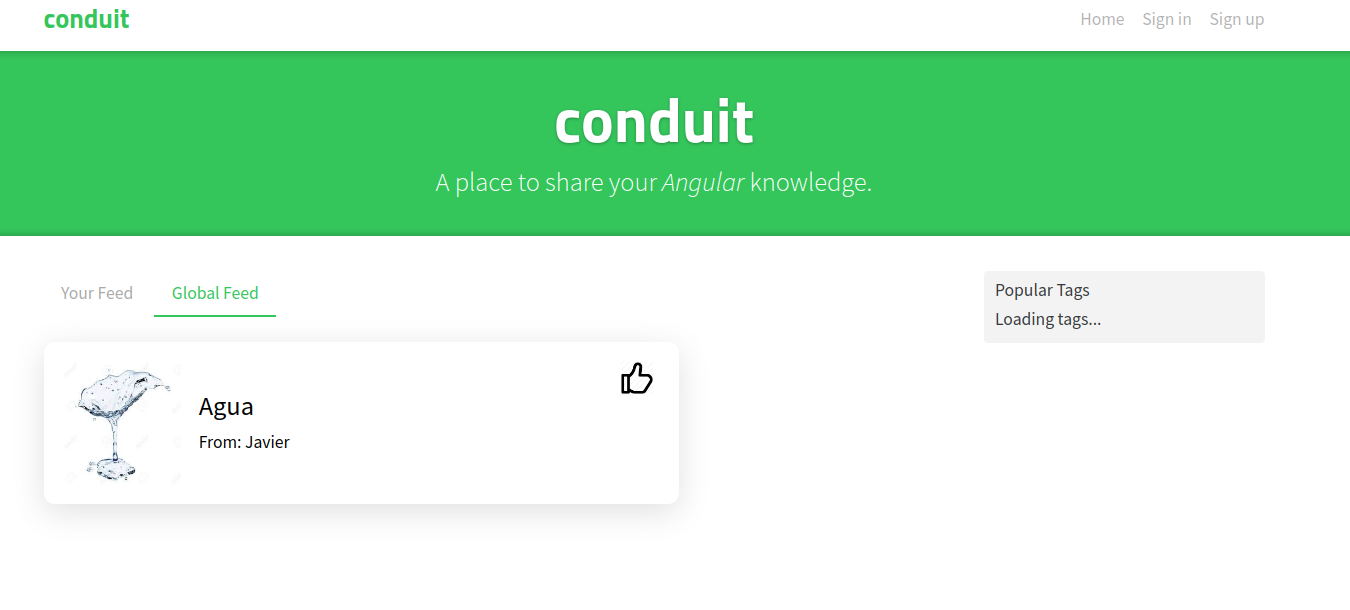 conduit
Home Sign in Sign up
conduit
A place to share your Angular knowledge.
Your Feed Global Feed
Popular Tags
Loading tags...
Agua
From: Javier